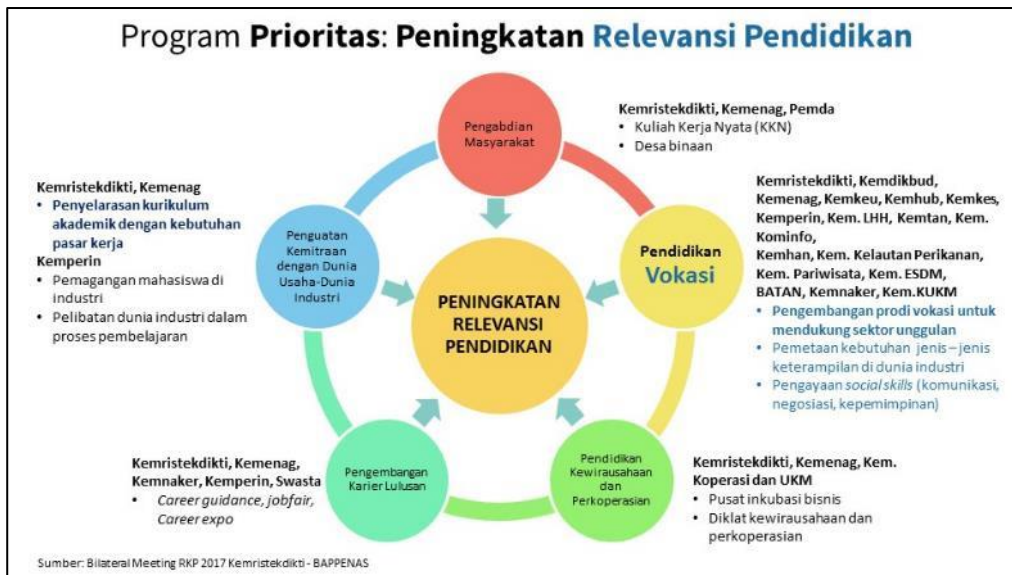 Program Prioritas: Peningkatan Relevansi Pendidikan
Pengabdian
Masyarakat
Kemristekdikti, Kemenag, Pemda
• Kuliah Kerja Nyata (KKN)
• Desa binaan
Kemristekdikti, Kemenag
• Penyelarasan kurikulum
akademik dengan kebutuhan
pasar kerja
Kemperin
• Pemagangan mahasiswa di
industri
• Pelibatan dunia industri dalam
proses pembelajaran
Penguatan
Kemitraan
dengan Dunia
Usaha-Dunia
Industri
PENINGKATAN
RELEVANSI
PENDIDIKAN
Pendidikan
Vokasi
Kemristekdikti, Kemdikbud,
Kemenag, Kemkeu, Kemhub, Kemkes,
Kemperin, Kem. LHH, Kemtan, Kem.
Kominfo,
Kemhan, Kem. Kelautan Perikanan,
Kem. Pariwisata, Kem. ESDM,
BATAN, Kemnaker, Kem.KUKM
• Pengembangan prodi vokasi untuk
mendukung sektor unggulan
• Pemetaan kebutuhan jenis–jenis
keterampilan di dunia industri
• Pengayaan social skills (komunikasi,
negosiasi, kepemimpinan)
Kemristekdikti, Kemenag,
Kemnaker, Kemperin, Swasta
• Career guidance, jobfair,
Career expo
Pengembangan
Karier Lulusan
Pendidikan
Kewirausahaan
dan
Perkoperasian
Kemristekdikti, Kemenag, Kem.
Koperasi dan UKM
• Pusat inkubasi bisnis
• Diklat kewirausahaan dan
perkoperasian
Sumber: Bilateral Meeting RKP 2017 Kemristekdikti - BAPPENAS